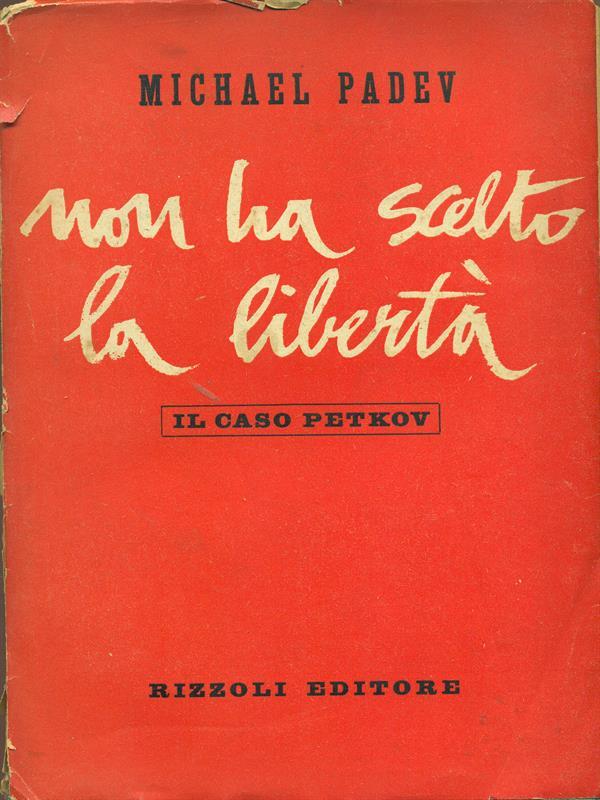 MICHAEL PADEV
non ha scelto
la libertà
IL CASO PETKOV
RIZZOLI EDITORE